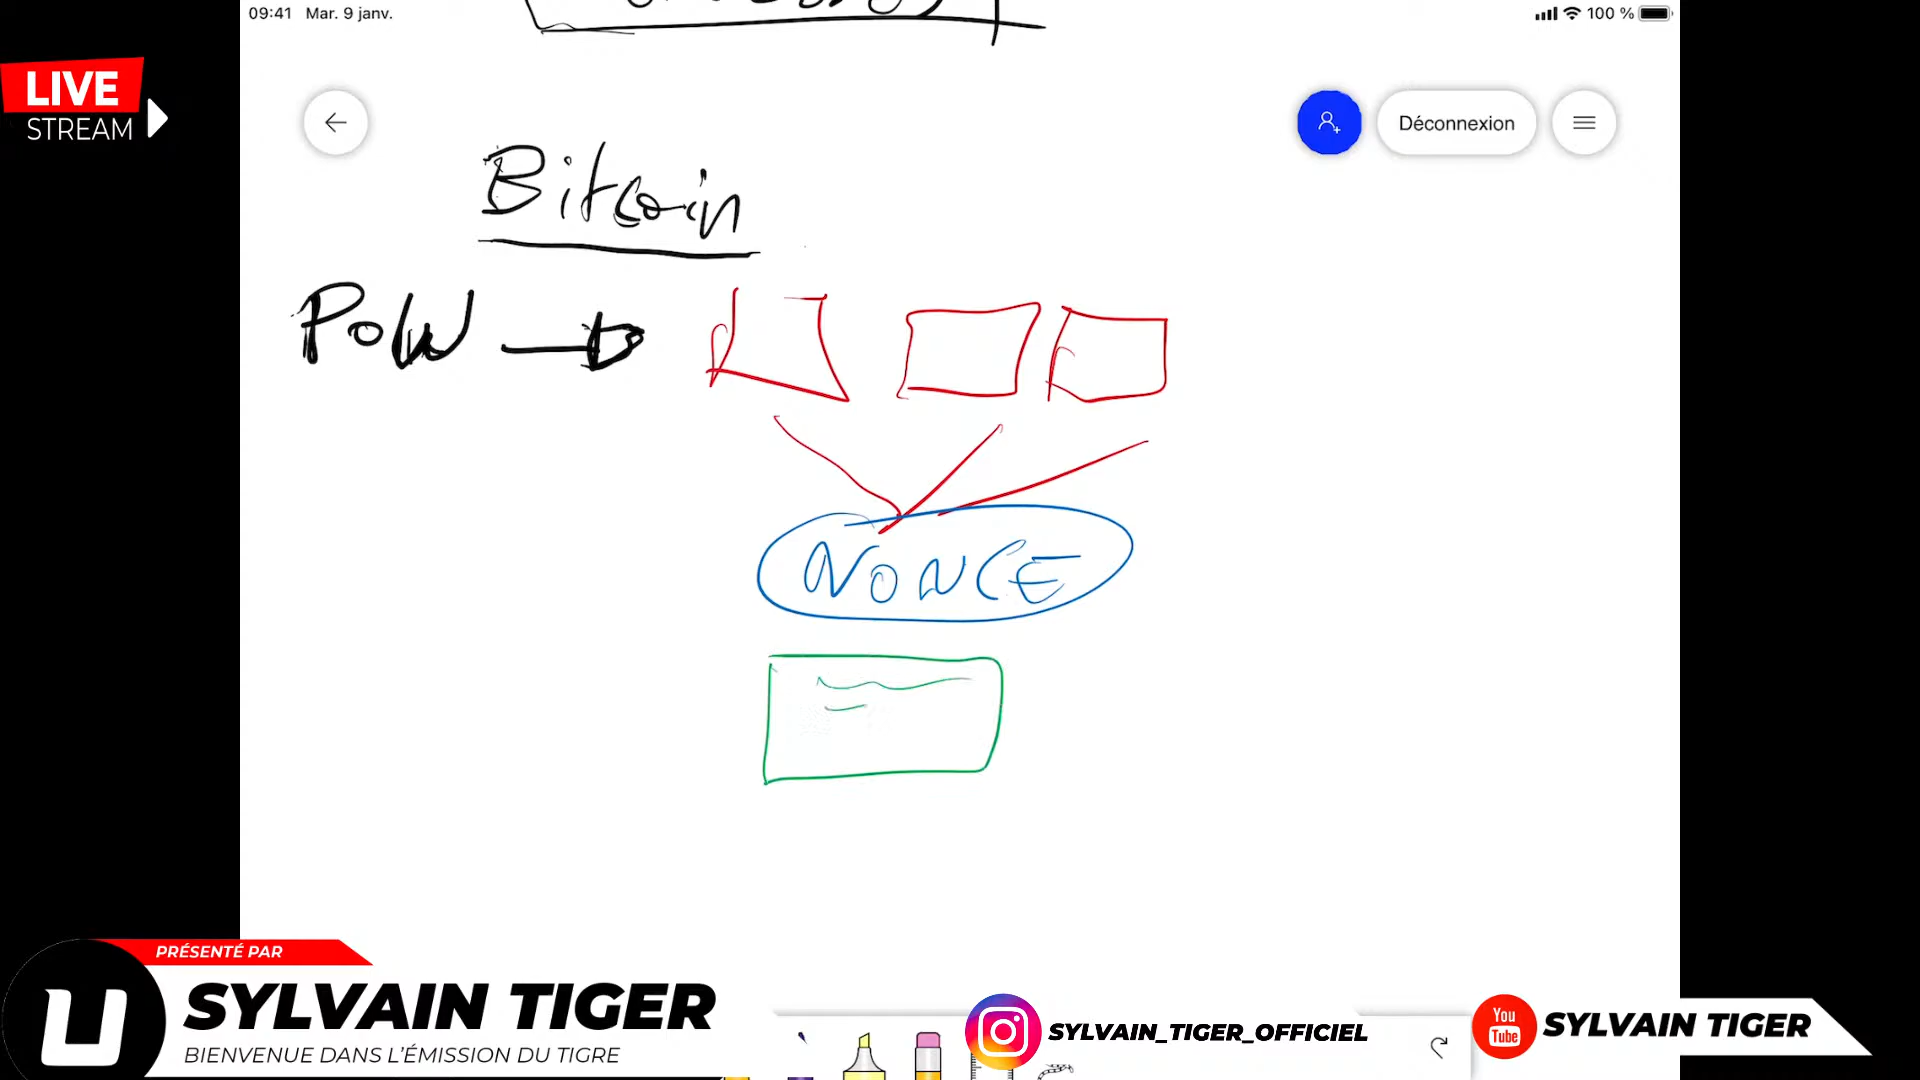 09:41 Mar. 9 janv.
100 %
LIVE
STREAM
Déconnexion
Bitcoin
PoW
NONCE
PRÉSENTÉ PAR
SYLVAIN TIGER
BIENVENUE DANS L'ÉMISSION DU TIGRE
SYLVAIN_TIGER_OFFICIEL
You
Tube
SYLVAIN TIGER